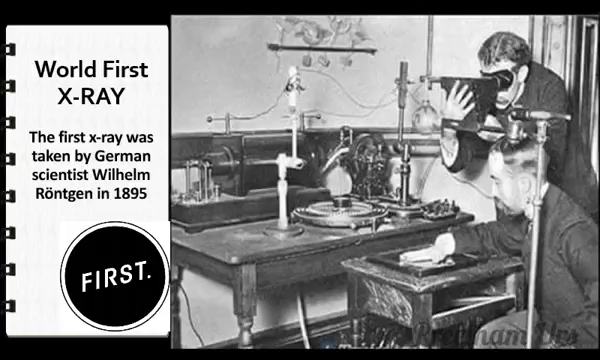 World First
X-RAY
The first x-ray was
taken by German
scientist Wilhelm
Röntgen in 1895
FIRST.